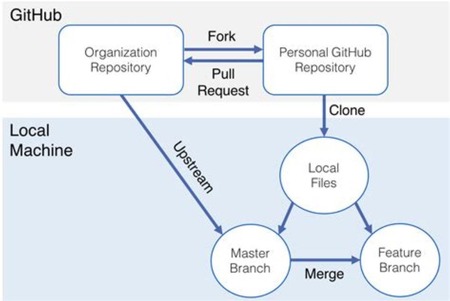 GitHub
Organization
Repository
Fork
Pull
Request
Personal GitHub
Repository
Clone
Local
Machine
Upstream
Local
Files
Master
Branch
Merge
Feature
Branch